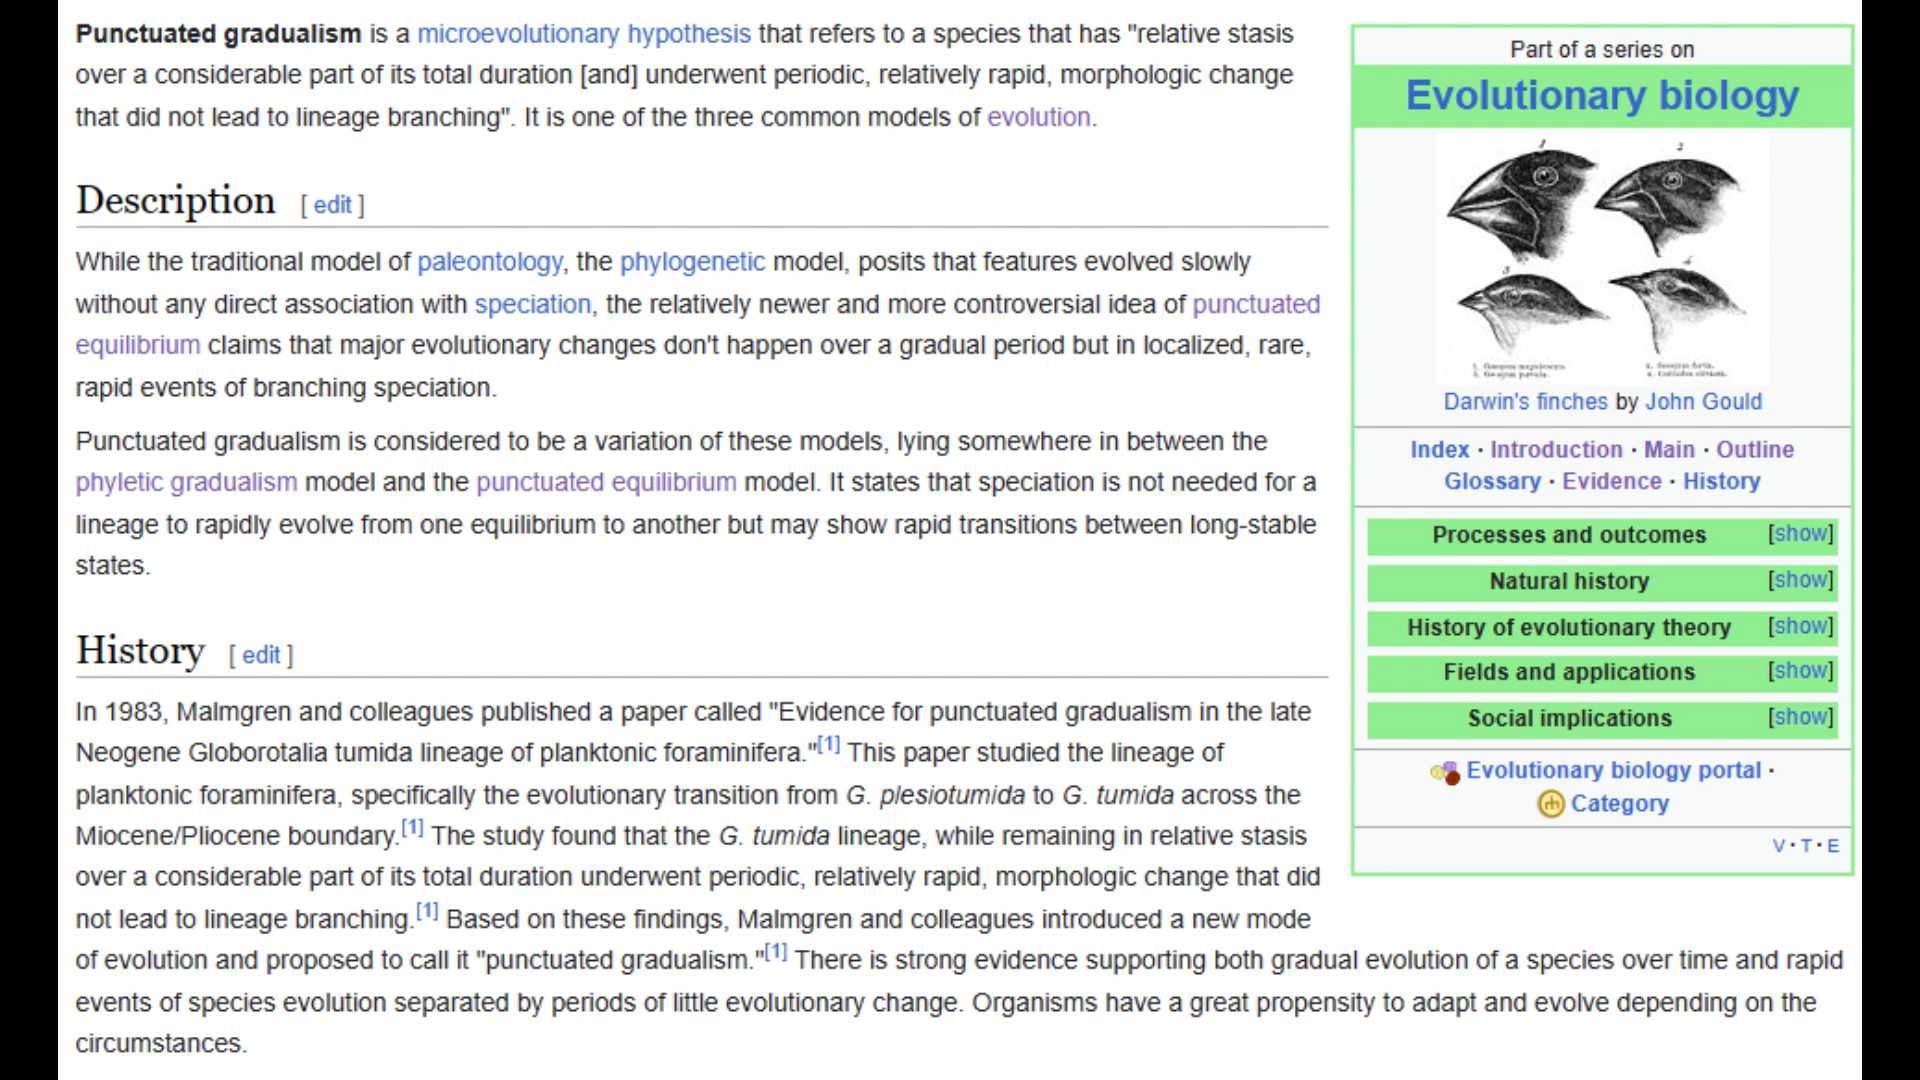 Punctuated gradualism is a microevolutionary hypothesis that refers to a species that has "relative stasis
over a considerable part of its total duration [and] underwent periodic, relatively rapid, morphologic change
that did not lead to lineage branching". It is one of the three common models of evolution.
Description [ edit ]
While the traditional model of paleontology, the phylogenetic model, posits that features evolved slowly
without any direct association with speciation, the relatively newer and more controversial idea of punctuated
equilibrium claims that major evolutionary changes don't happen over a gradual period but in localized, rare,
rapid events of branching speciation.
Punctuated gradualism is considered to be a variation of these models, lying somewhere in between the
phyletic gradualism model and the punctuated equilibrium model. It states that speciation is not needed for a
lineage to rapidly evolve from one equilibrium to another but may show rapid transitions between long-stable
states.
History [ edit ]
In 1983, Malmgren and colleagues published a paper called "Evidence for punctuated gradualism in the late
Neogene Globorotalia tumida lineage of planktonic foraminifera."[1] This paper studied the lineage of
planktonic foraminifera, specifically the evolutionary transition from G. plesiotumida to G. tumida across the
Miocene/Pliocene boundary.[1] The study found that the G. tumida lineage, while remaining in relative stasis
over a considerable part of its total duration underwent periodic, relatively rapid, morphologic change that did
not lead to lineage branching.[1] Based on these findings, Malmgren and colleagues introduced a new mode
of evolution and proposed to call it "punctuated gradualism."[1] There is strong evidence supporting both gradual evolution of a species over time and rapid
events of species evolution separated by periods of little evolutionary change. Organisms have a great propensity to adapt and evolve depending on the
circumstances.
Part of a series on
Evolutionary biology
1 2
3 4
Darwin's finches by John Gould
Index · Introduction · Main · Outline
Glossary · Evidence · History
Processes and outcomes [show]
Natural history [show]
History of evolutionary theory [show]
Fields and applications [show]
Social implications [show]
Evolutionary biology portal ·
Category
V · T · E